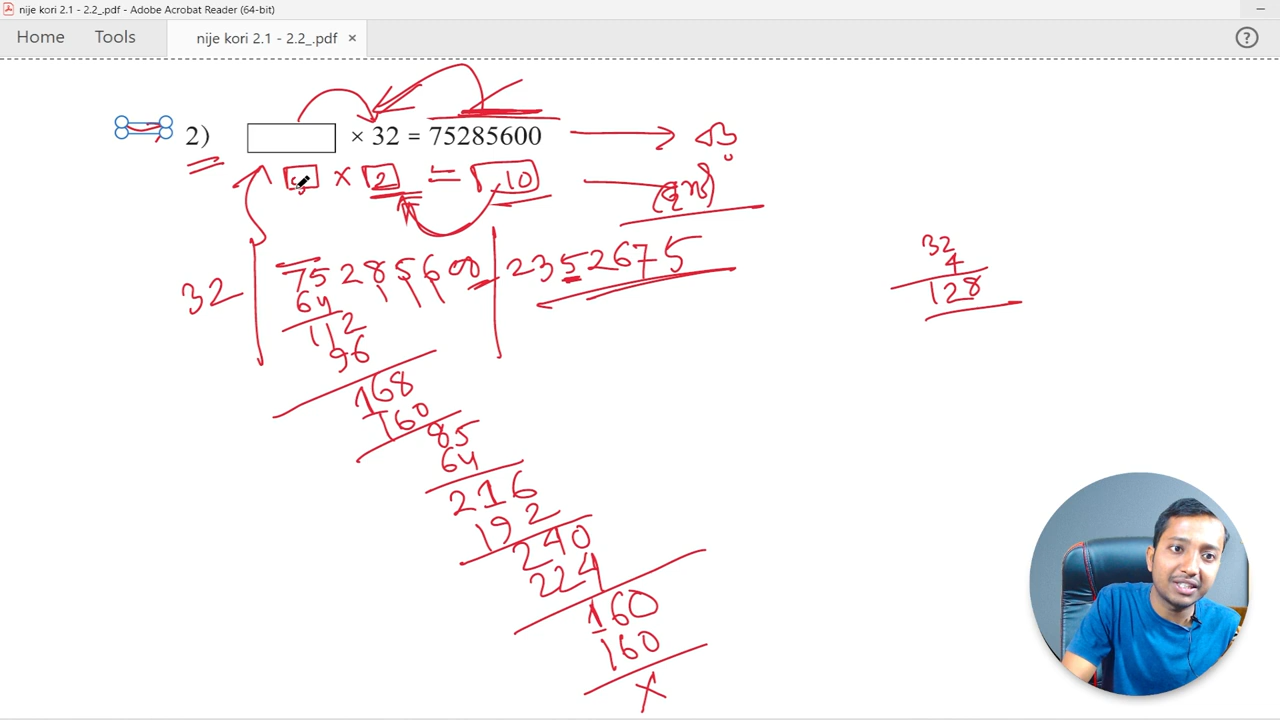 nije kori 2.1 - 2.2_.pdf - Adobe Acrobat Reader (64-bit)
Home Tools nije kori 2.1 - 2.2_.pdf × ?
2) × 32 = 75285600
5 × 2 = 10
32 75285600 2352675
64
112
96
168
160
85
64
216
192
240
224
160
160
x
32
4
128